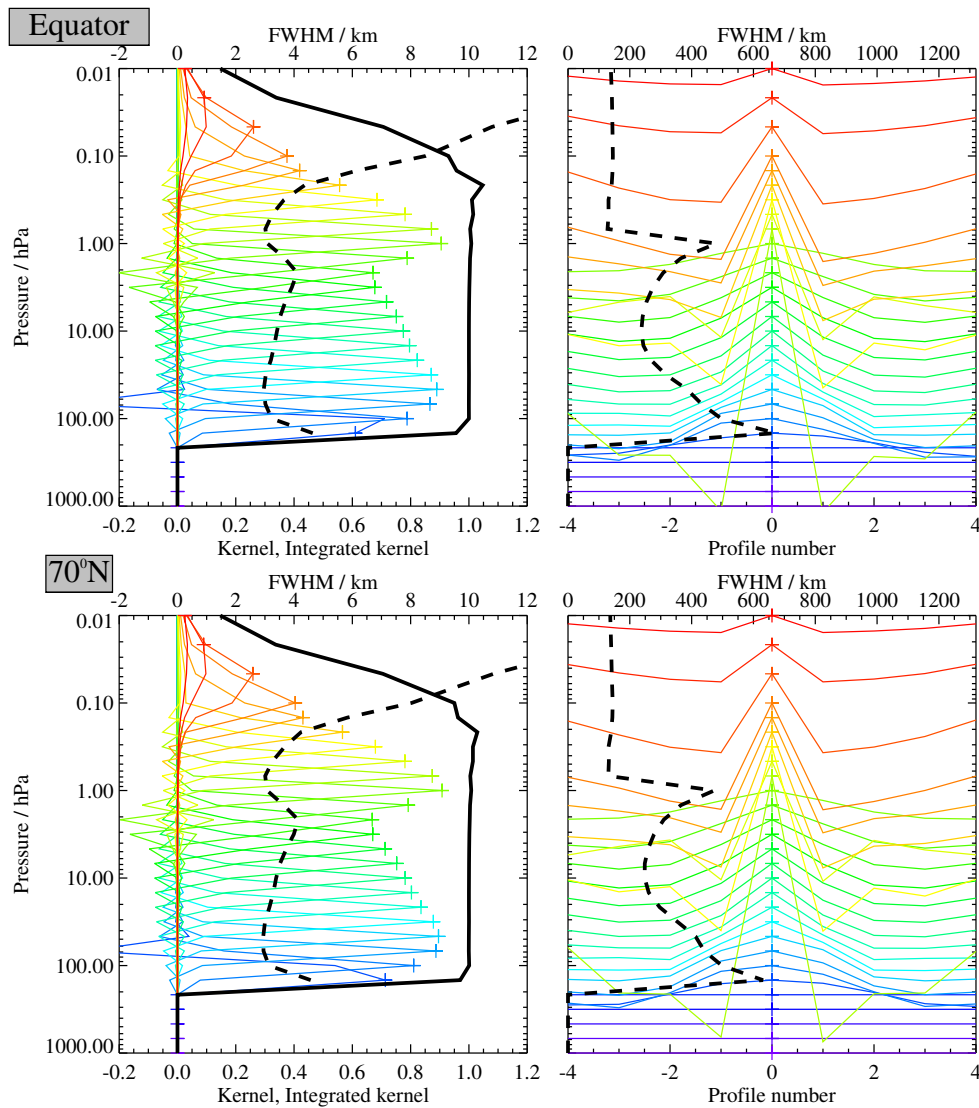 Equator
FWHM / km
FWHM / km
-2 0 2 4 6 8 10 12
0 200 400 600 800 1000 1200
0.01
0.10
1.00
10.00
100.00
1000.00
Pressure / hPa
-0.2 0.0 0.2 0.4 0.6 0.8 1.0 1.2
-4 -2 0 2 4
Kernel, Integrated kernel
Profile number
70⁰N
FWHM / km
FWHM / km
-2 0 2 4 6 8 10 12
0 200 400 600 800 1000 1200
0.01
0.10
1.00
10.00
100.00
1000.00
Pressure / hPa
-0.2 0.0 0.2 0.4 0.6 0.8 1.0 1.2
-4 -2 0 2 4
Kernel, Integrated kernel
Profile number